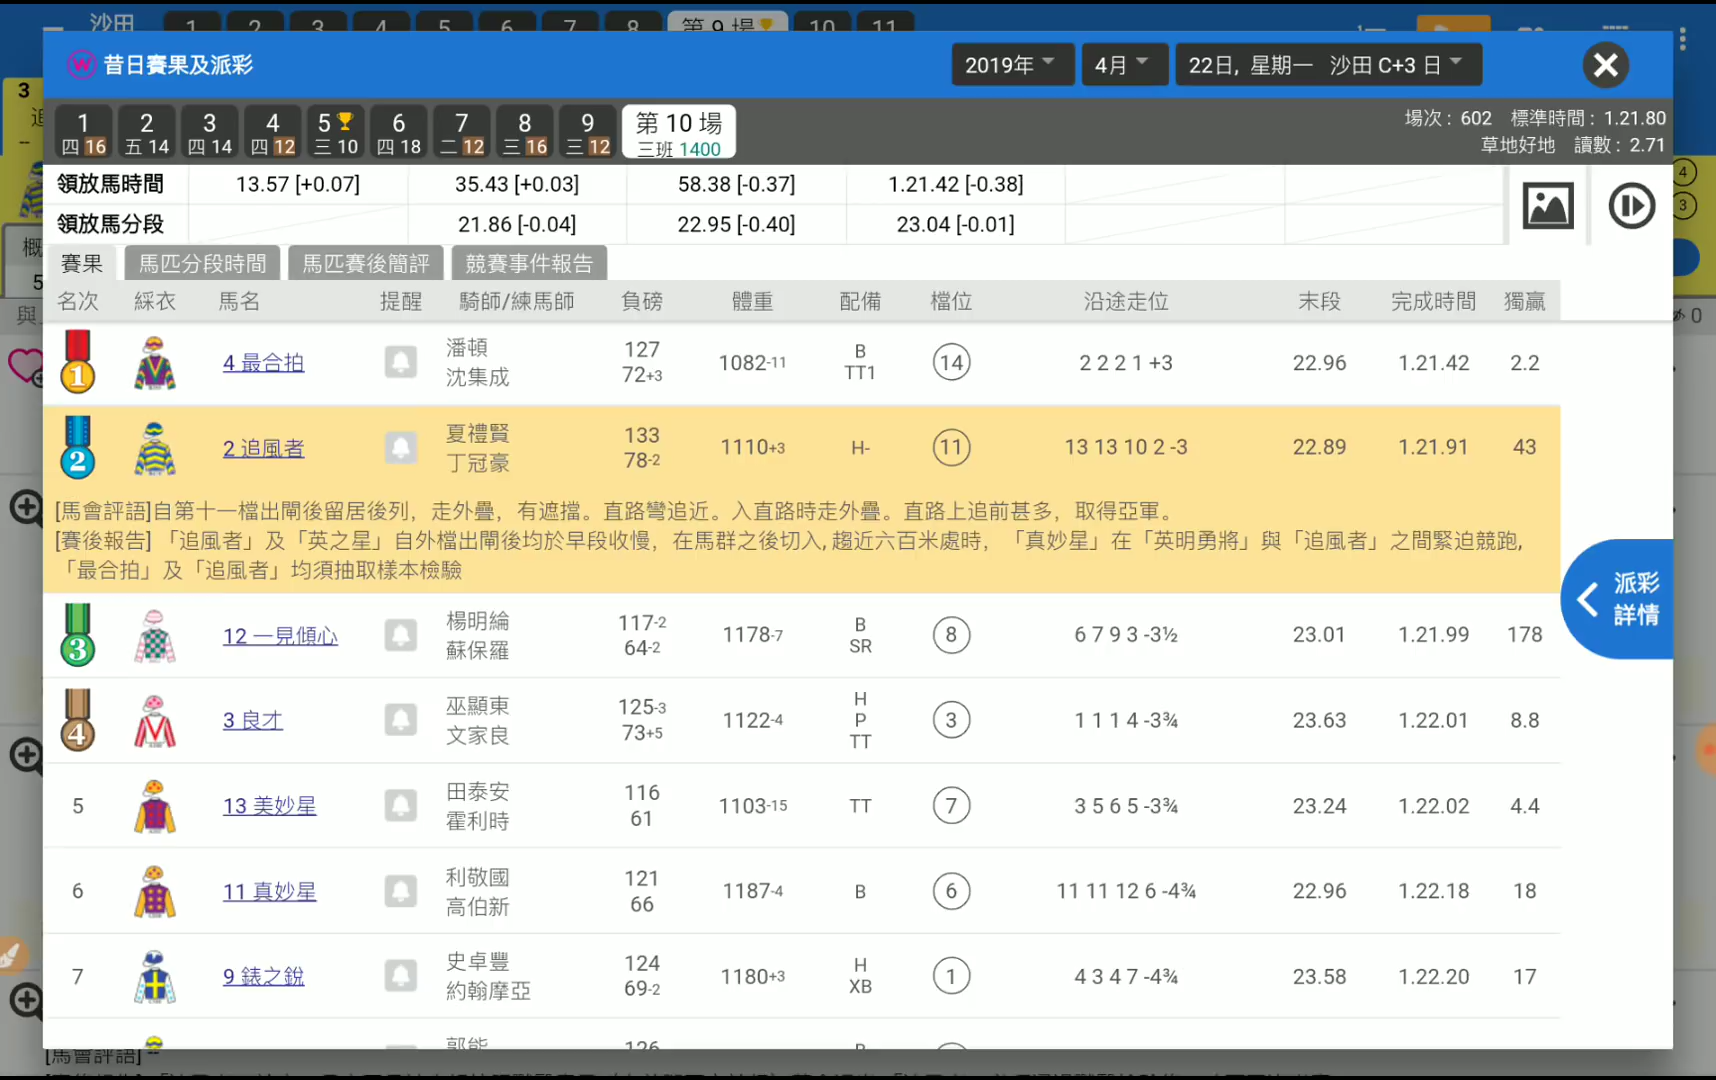 沙田 1 2 3 4 5 6 7 8 第 9 場 10 11
昔日賽果及派彩 2019年 4月 22日, 星期一 沙田 C+3 日
1 2 3 4 5 6 7 8 9 第 10 場
四 16 五 14 四 14 四 12 三 10 四 18 二 12 三 16 三 12 三班 1400
場次 : 602 標準時間 : 1.21.80
草地好地 讀數 : 2.71
領放馬時間 13.57 [+0.07] 35.43 [+0.03] 58.38 [-0.37] 1.21.42 [-0.38]
領放馬分段 21.86 [-0.04] 22.95 [-0.40] 23.04 [-0.01]
賽果 馬匹分段時間 馬匹賽後簡評 競賽事件報告
名次 綵衣 馬名 提醒 騎師/練馬師 負磅 體重 配備 檔位 沿途走位 末段 完成時間 獨贏
1 4 最合拍 潘頓 127 1082-11 B 14 2 2 2 1 +3 22.96 1.21.42 2.2
沈集成 72+3 TT1
2 2 追風者 夏禮賢 133 1110+3 H- 11 13 13 10 2 -3 22.89 1.21.91 43
丁冠豪 78-2
[馬會評語]自第十一檔出閘後留居後列，走外疊，有遮擋。直路彎追近。入直路時走外疊。直路上追前甚多，取得亞軍。
[賽後報告] 「追風者」及「英之星」自外檔出閘後均於早段收慢，在馬群之後切入, 趨近六百米處時，「真妙星」在「英明勇將」與「追風者」之間緊迫競跑,
「最合拍」及「追風者」均須抽取樣本檢驗
3 12 一見傾心 楊明綸 117-2 1178-7 B 8 6 7 9 3 -3½ 23.01 1.21.99 178
蘇保羅 64-2 SR
4 3 良才 巫顯東 125-3 1122-4 H 3 1 1 1 4 -3¾ 23.63 1.22.01 8.8
文家良 73+5 P
TT
5 13 美妙星 田泰安 116 1103-15 TT 7 3 5 6 5 -3¾ 23.24 1.22.02 4.4
霍利時 61
6 11 真妙星 利敬國 121 1187-4 B 6 11 11 12 6 -4¾ 22.96 1.22.18 18
高伯新 66
7 9 錶之銳 史卓豐 124 1180+3 H 1 4 3 4 7 -4¾ 23.58 1.22.20 17
約翰摩亞 69-2 XB
派彩
詳情
3
4
3
概
5
與
0
郭能 126
[馬會評語]